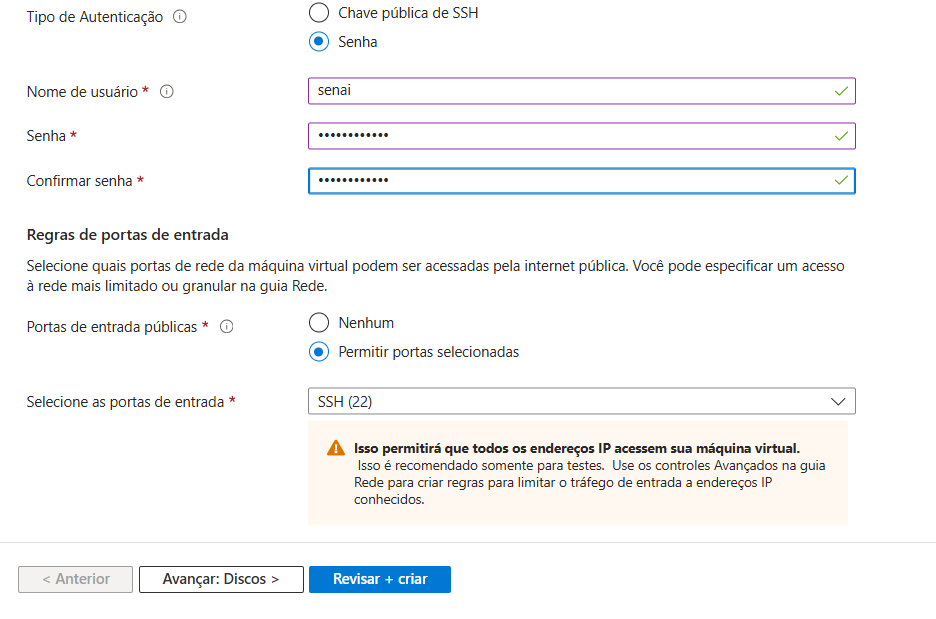 Tipo de Autenticação
Chave pública de SSH
Senha
Nome de usuário *
senai
Senha *
••••••••••••
Confirmar senha *
••••••••••••
Regras de portas de entrada
Selecione quais portas de rede da máquina virtual podem ser acessadas pela internet pública. Você pode especificar um acesso
à rede mais limitado ou granular na guia Rede.
Portas de entrada públicas *
Nenhum
Permitir portas selecionadas
Selecione as portas de entrada *
SSH (22)
Isso permitirá que todos os endereços IP acessem sua máquina virtual.
Isso é recomendado somente para testes. Use os controles Avançados na guia
Rede para criar regras para limitar o tráfego de entrada a endereços IP
conhecidos.
< Anterior
Avançar: Discos >
Revisar + criar